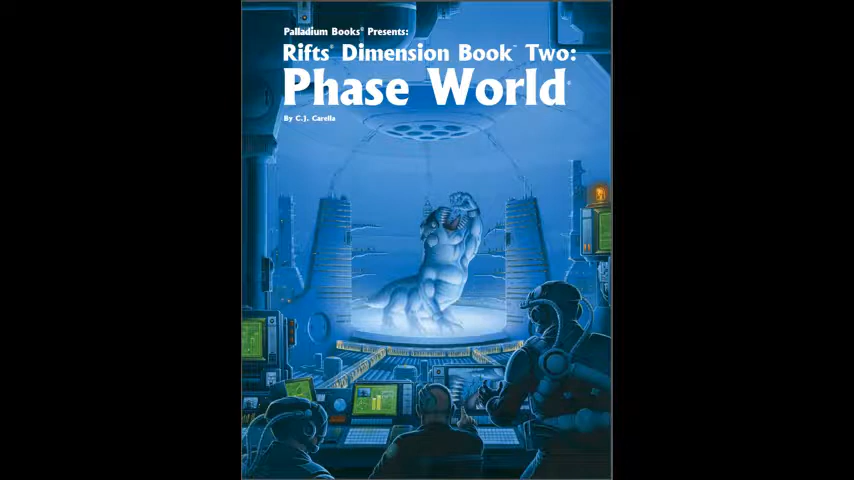 Palladium Books® Presents:
Rifts® Dimension Book™ Two:
Phase World®
By C.J. Carella